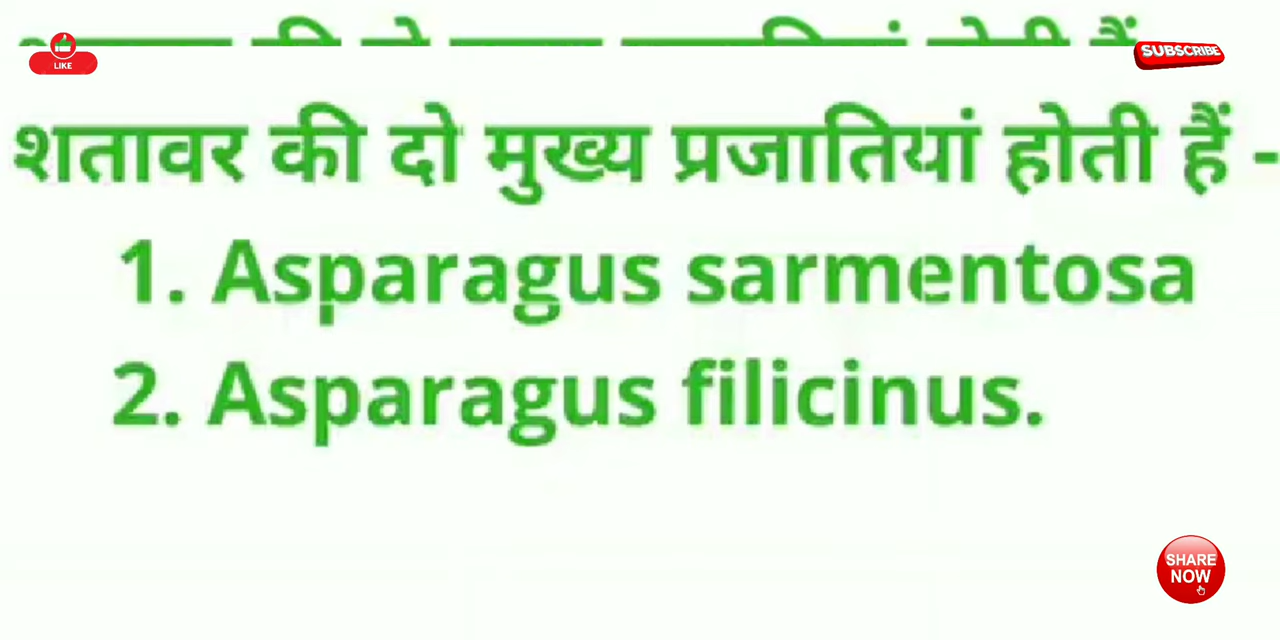 LIKE
SUBSCRIBE
शतावर की दो मुख्य प्रजातियां होती हैं -
1. Asparagus sarmentosa
2. Asparagus filicinus.
SHARE
NOW